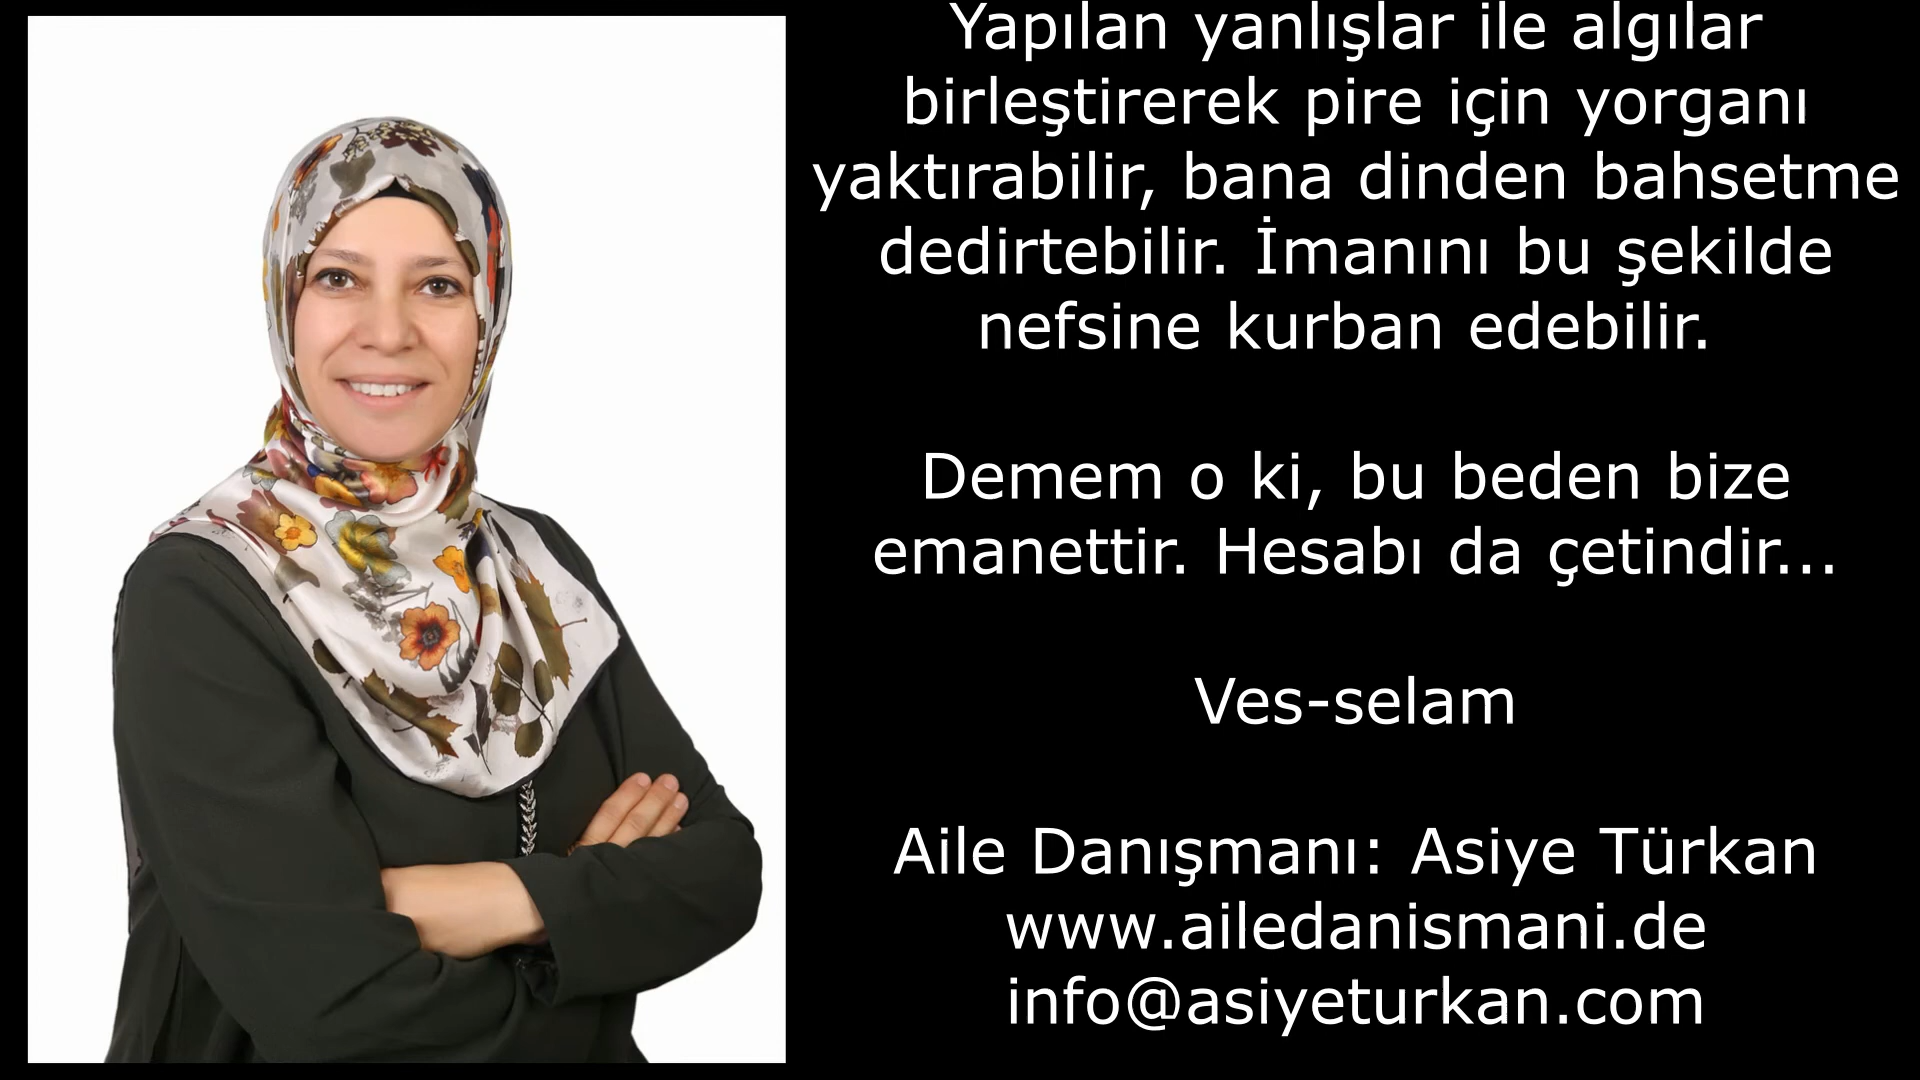 Yapılan yanlışlar ile algılar
birleştirerek pire için yorganı
yaktırabilir, bana dinden bahsetme
dedirtebilir. İmanını bu şekilde
nefsine kurban edebilir.
Demem o ki, bu beden bize
emanettir. Hesabı da çetindir...
Ves-selam
Aile Danışmanı: Asiye Türkan
www.ailedanismani.de
info@asiyeturkan.com